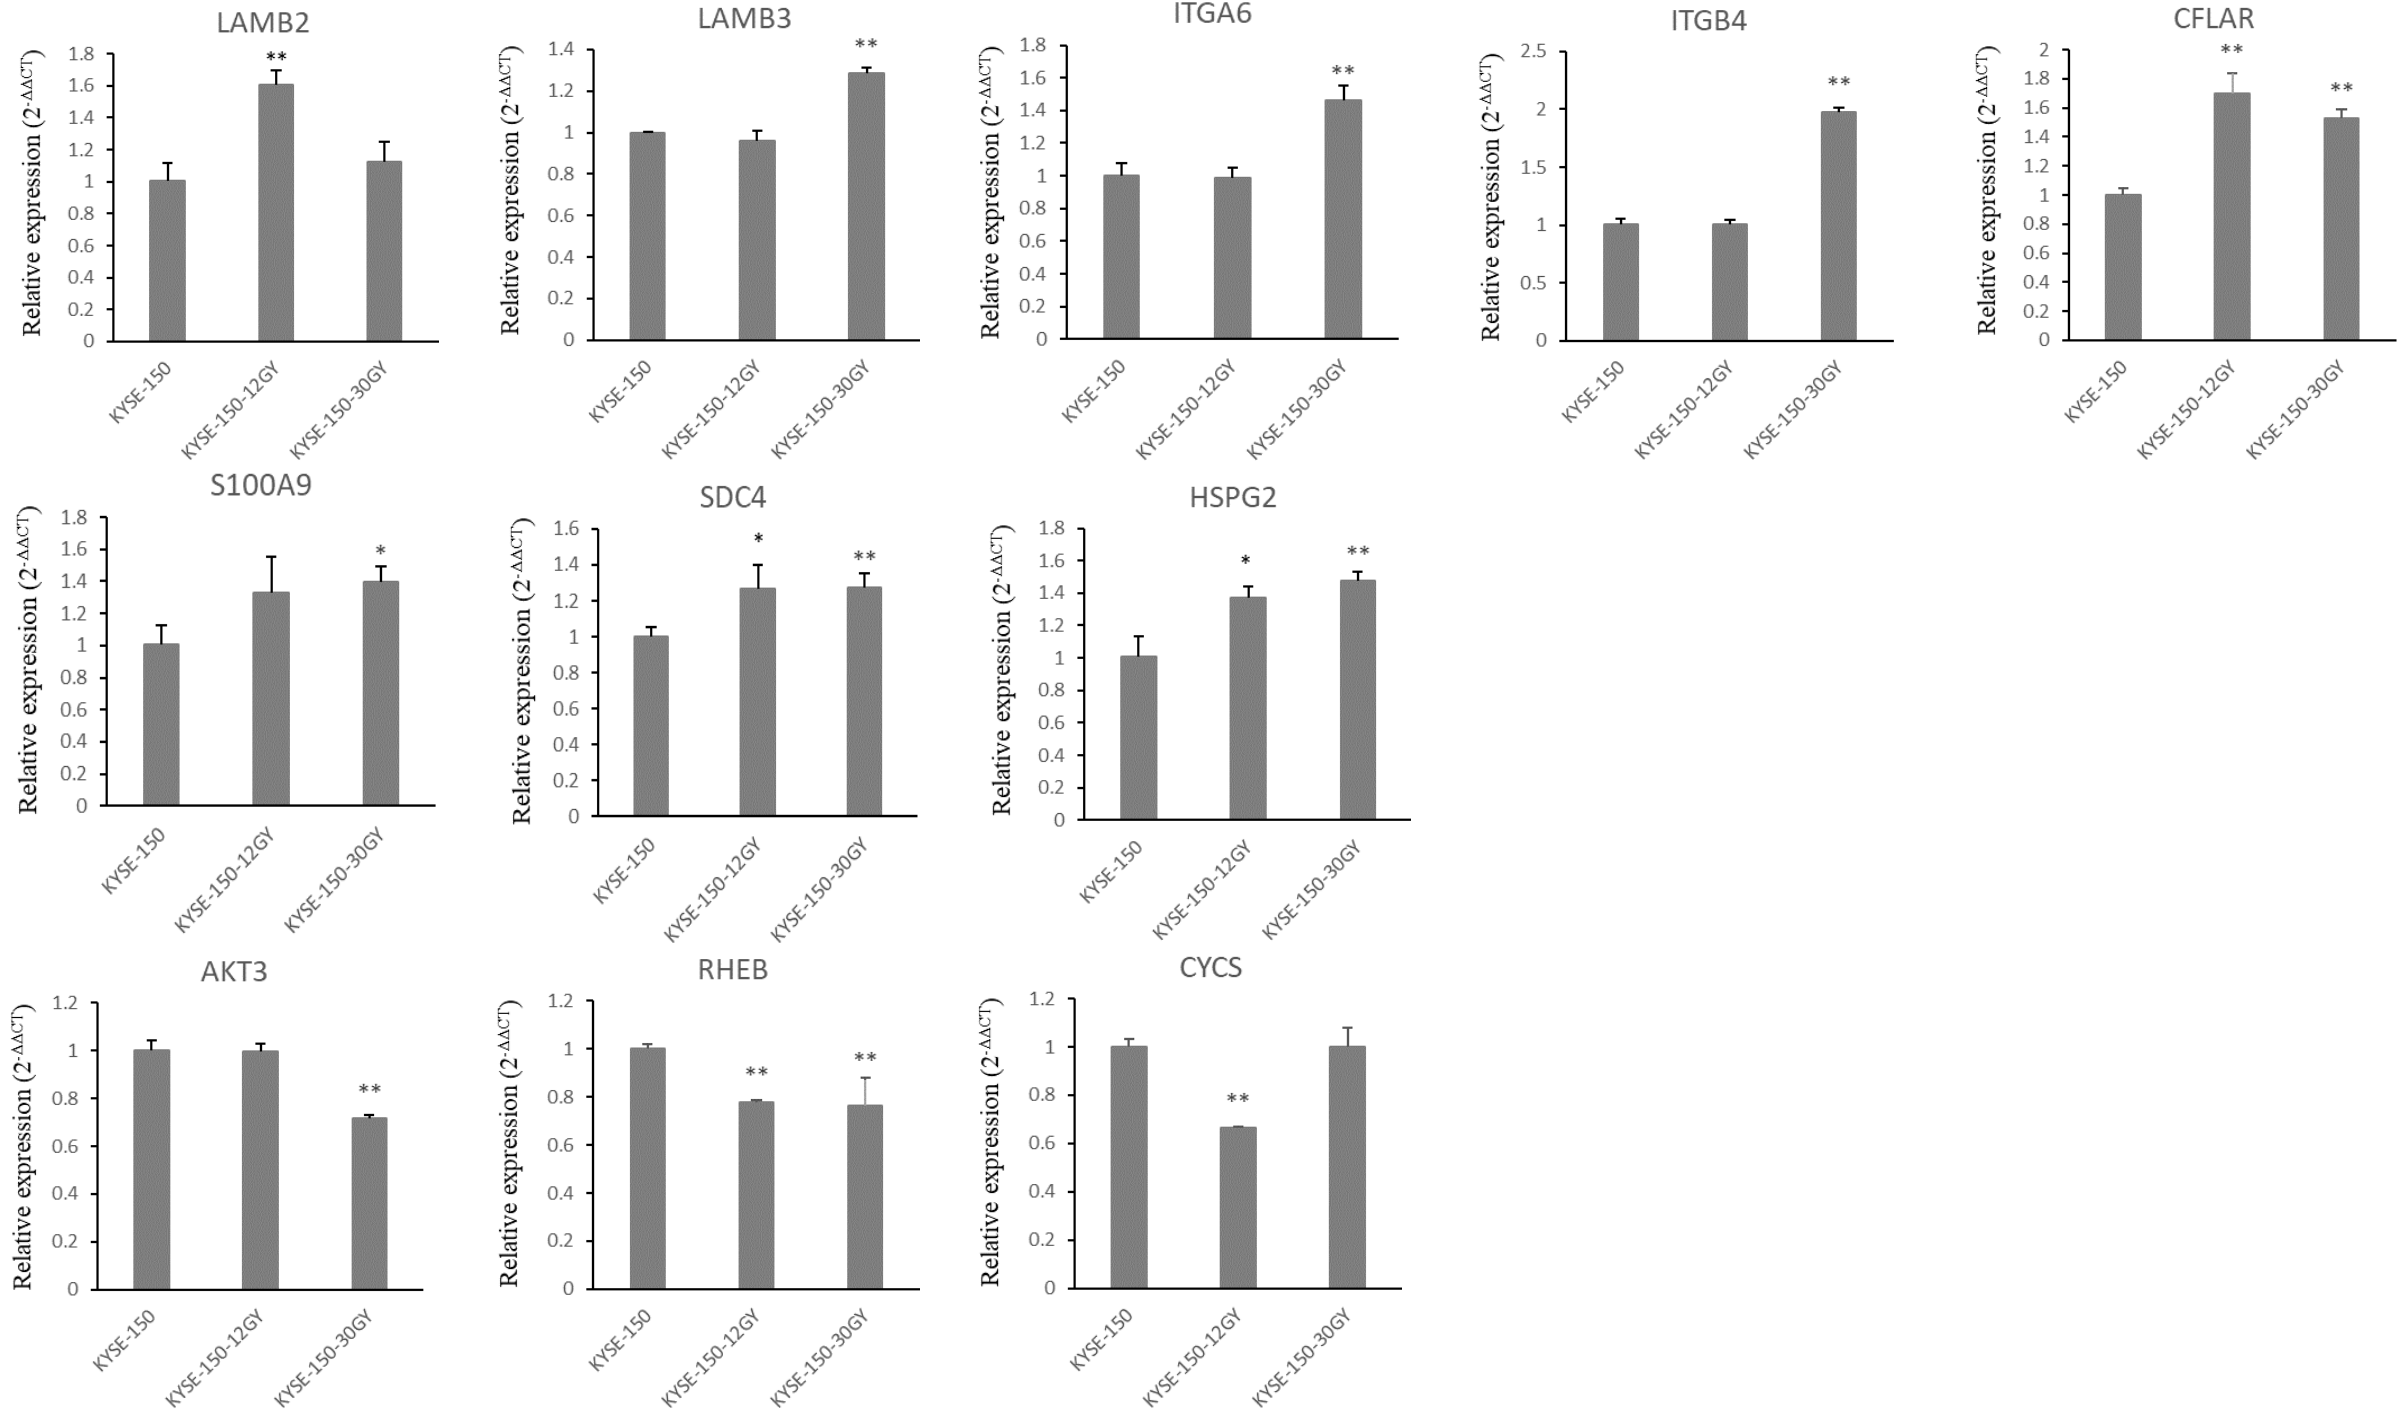 LAMB2
Relative expression (2-ΔΔCT)
1.8
1.6
1.4
1.2
1
0.8
0.6
0.4
0.2
0
**
KYSE-150
KYSE-150-12GY
KYSE-150-30GY
LAMB3
Relative expression (2-ΔΔCT)
1.4
1.2
1
0.8
0.6
0.4
0.2
0
**
KYSE-150
KYSE-150-12GY
KYSE-150-30GY
ITGA6
Relative expression (2-ΔΔCT)
1.8
1.6
1.4
1.2
1
0.8
0.6
0.4
0.2
0
**
KYSE-150
KYSE-150-12GY
KYSE-150-30GY
ITGB4
Relative expression (2-ΔΔCT)
2.5
2
1.5
1
0.5
0
**
KYSE-150
KYSE-150-12GY
KYSE-150-30GY
CFLAR
Relative expression (2-ΔΔCT)
2
1.8
1.6
1.4
1.2
1
0.8
0.6
0.4
0.2
0
**
**
KYSE-150
KYSE-150-12GY
KYSE-150-30GY
S100A9
Relative expression (2-ΔΔCT)
1.8
1.6
1.4
1.2
1
0.8
0.6
0.4
0.2
0
*
KYSE-150
KYSE-150-12GY
KYSE-150-30GY
SDC4
Relative expression (2-ΔΔCT)
1.6
1.4
1.2
1
0.8
0.6
0.4
0.2
0
*
**
KYSE-150
KYSE-150-12GY
KYSE-150-30GY
HSPG2
Relative expression (2-ΔΔCT)
1.8
1.6
1.4
1.2
1
0.8
0.6
0.4
0.2
0
*
**
KYSE-150
KYSE-150-12GY
KYSE-150-30GY
AKT3
Relative expression (2-ΔΔCT)
1.2
1
0.8
0.6
0.4
0.2
0
**
KYSE-150
KYSE-150-12GY
KYSE-150-30GY
RHEB
Relative expression (2-ΔΔCT)
1.2
1
0.8
0.6
0.4
0.2
0
**
**
KYSE-150
KYSE-150-12GY
KYSE-150-30GY
CYCS
Relative expression (2-ΔΔCT)
1.2
1
0.8
0.6
0.4
0.2
0
**
KYSE-150
KYSE-150-12GY
KYSE-150-30GY